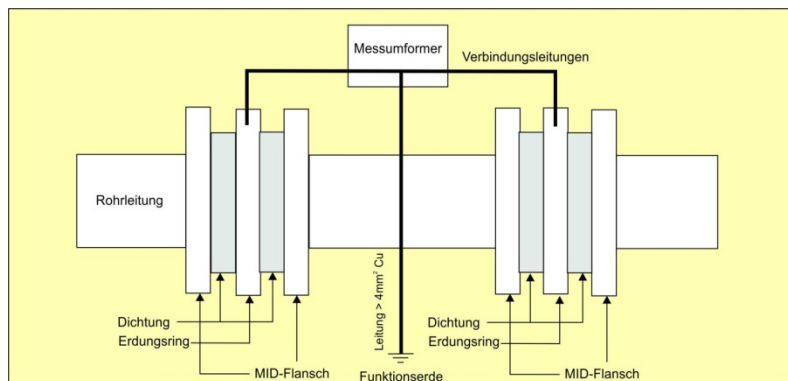 Messumformer
Verbindungsleitungen
Rohrleitung
Leitung > 4mm² Cu
Dichtung
Erdungsring
MID-Flansch
Funktionserde
Dichtung
Erdungsring
MID-Flansch